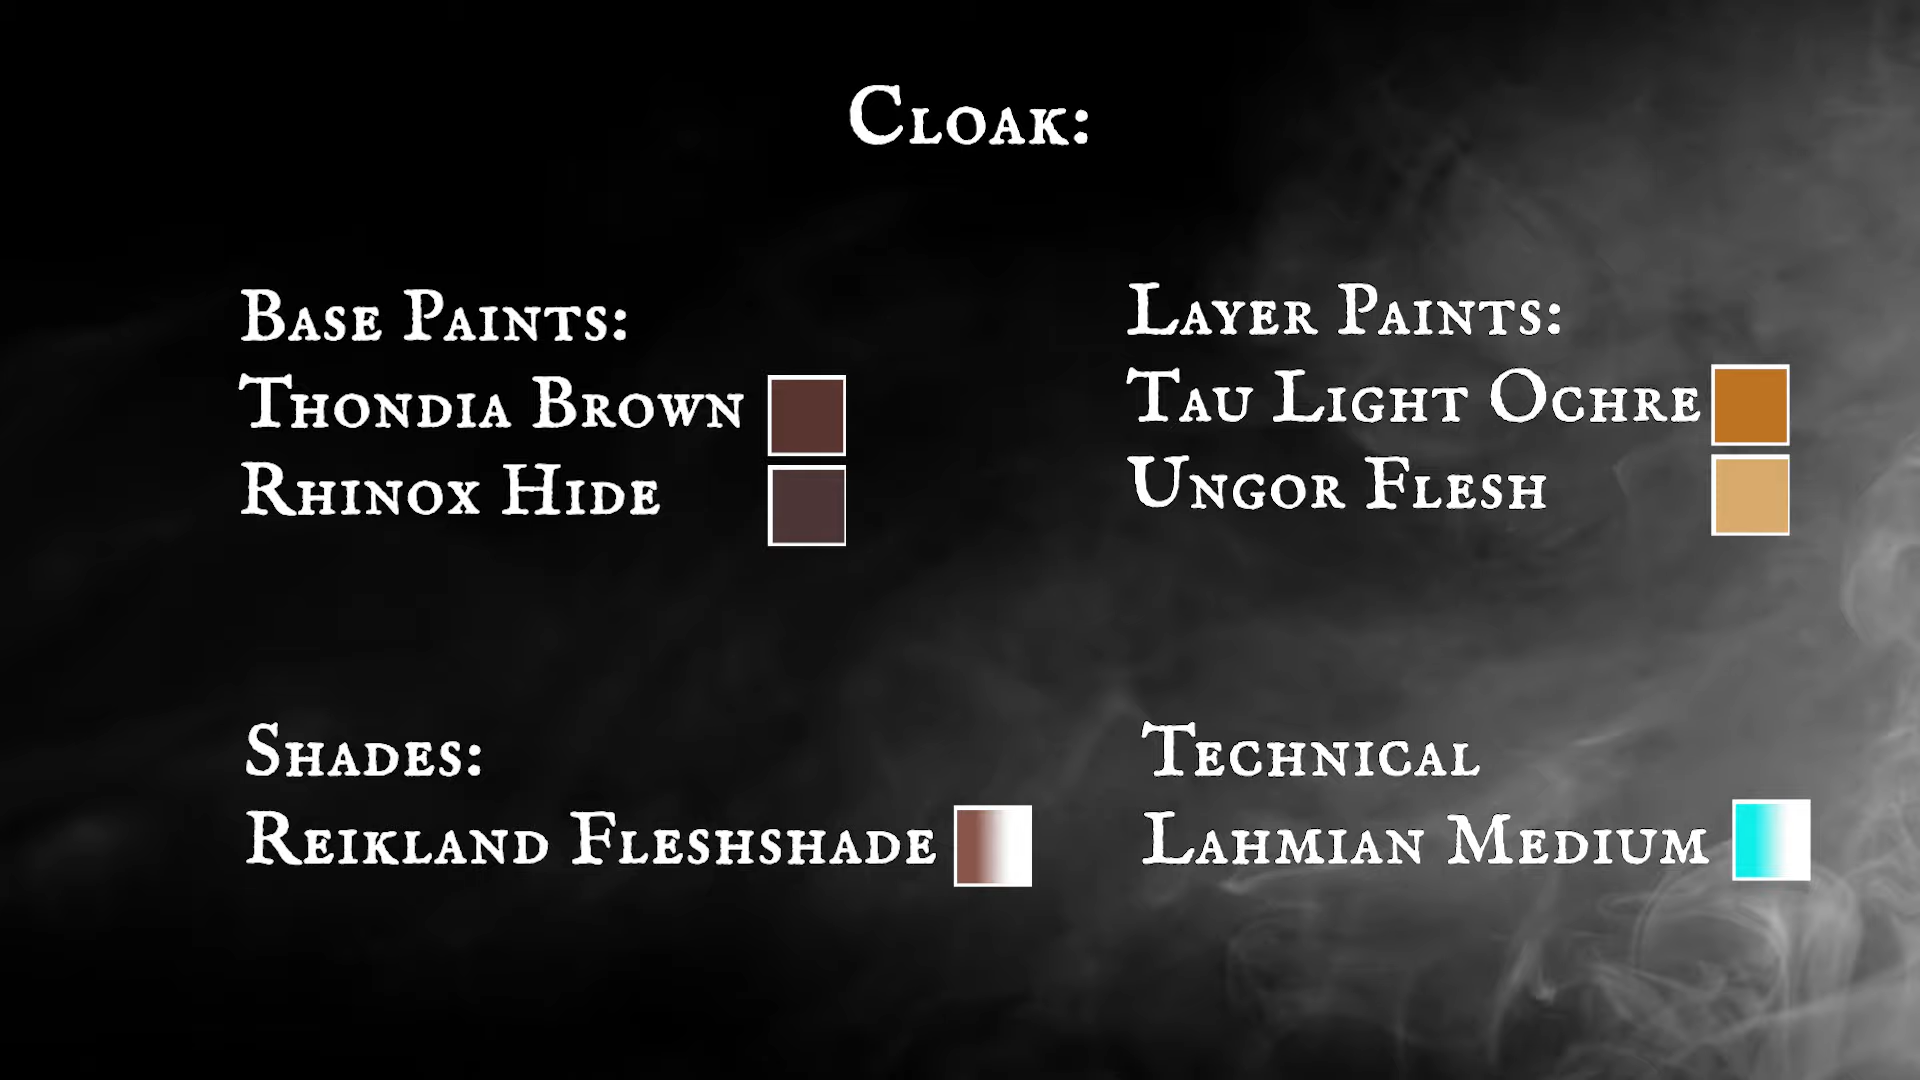 Cloak:
Base Paints:
Thondia Brown
Rhinox Hide
Layer Paints:
Tau Light Ochre
Ungor Flesh
Shades:
Reikland Fleshshade
Technical
Lahmian Medium